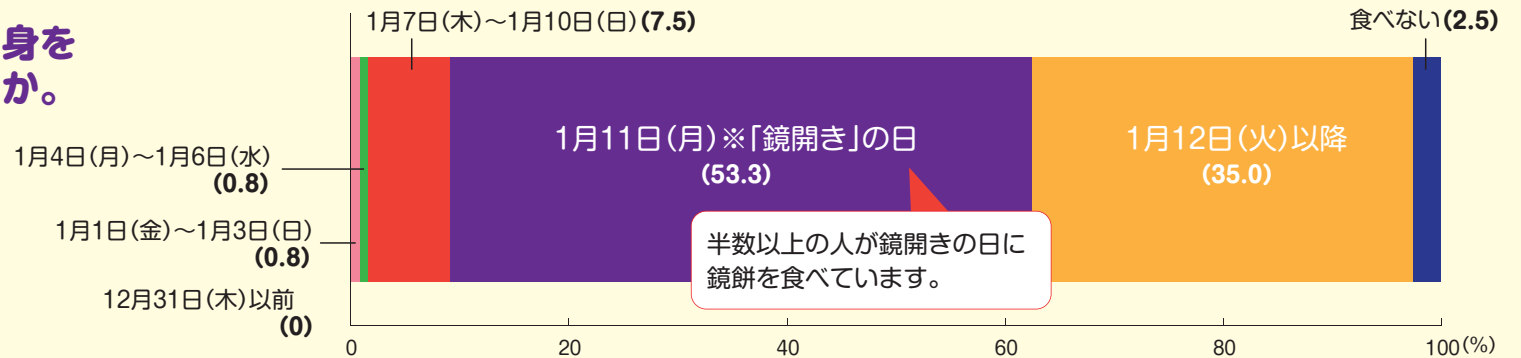 身を
か。
1月7日(木)～1月10日(日)(7.5)
食べない(2.5)
1月4日(月)～1月6日(水)
(0.8)
1月1日(金)～1月3日(日)
(0.8)
12月31日(木)以前
(0)
1月11日(月)※「鏡開き」の日
(53.3)
1月12日(火)以降
(35.0)
半数以上の人が鏡開きの日に
鏡餅を食べています。
0 20 40 60 80 100(%)